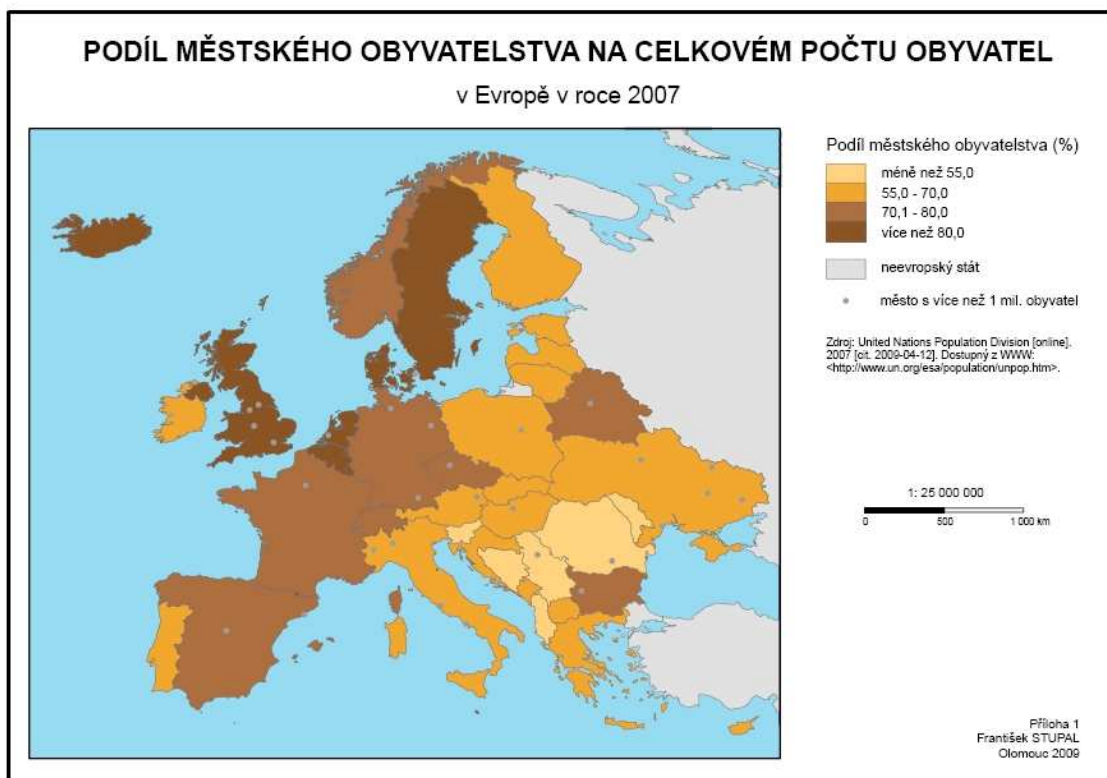 PODÍL MĚSTSKÉHO OBYVATELSTVA NA CELKOVÉM POČTU OBYVATEL
v Evropě v roce 2007
Podíl městského obyvatelstva (%)
méně než 55,0
55,0 - 70,0
70,1 - 80,0
více než 80,0
neevropský stát
město s více než 1 mil. obyvatel
Zdroj: United Nations Population Division [online].
2007 [cit. 2009-04-12]. Dostupný z WWW:
<http://www.un.org/esa/population/unpop.htm>.
1: 25 000 000
0 500 1 000 km
Příloha 1
František STUPAL
Olomouc 2009